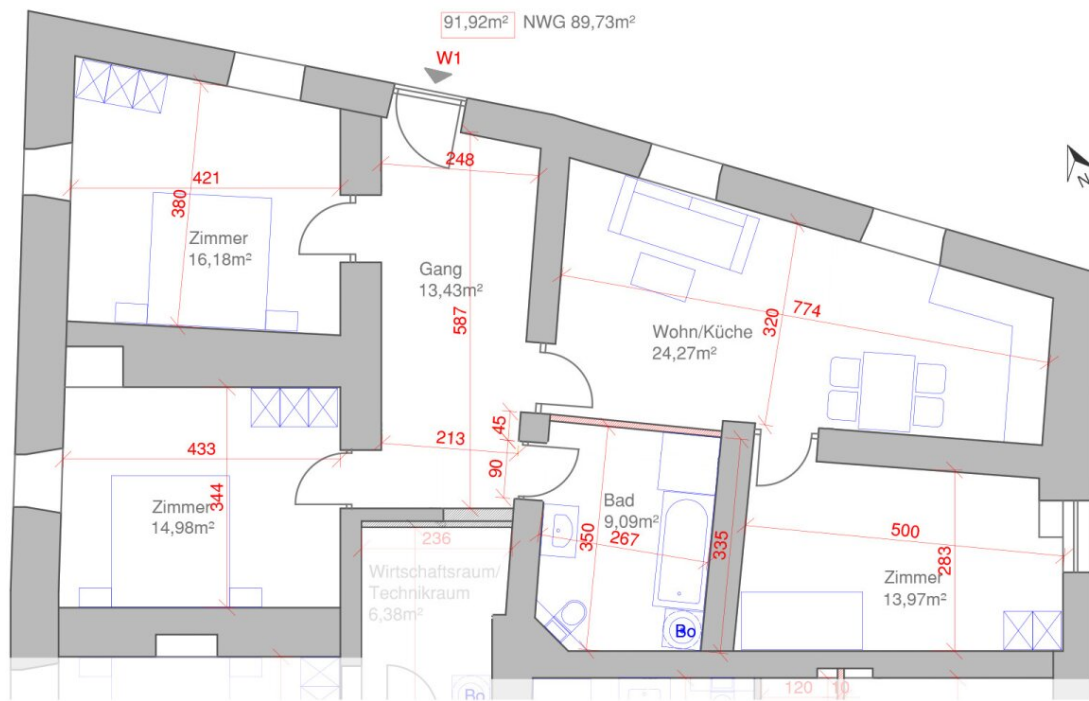 91,92m² NWG 89,73m²
W1
N
248
421
380
Zimmer
16,18m²
Gang
13,43m²
587
774
320
Wohn/Küche
24,27m²
45
213
90
433
344
Zimmer
14,98m²
Bad
9,09m²
350
267
335
500
283
Zimmer
13,97m²
236
Wirtschaftsraum/
Technikraum
6,38m²
Bo
Bo
120 10